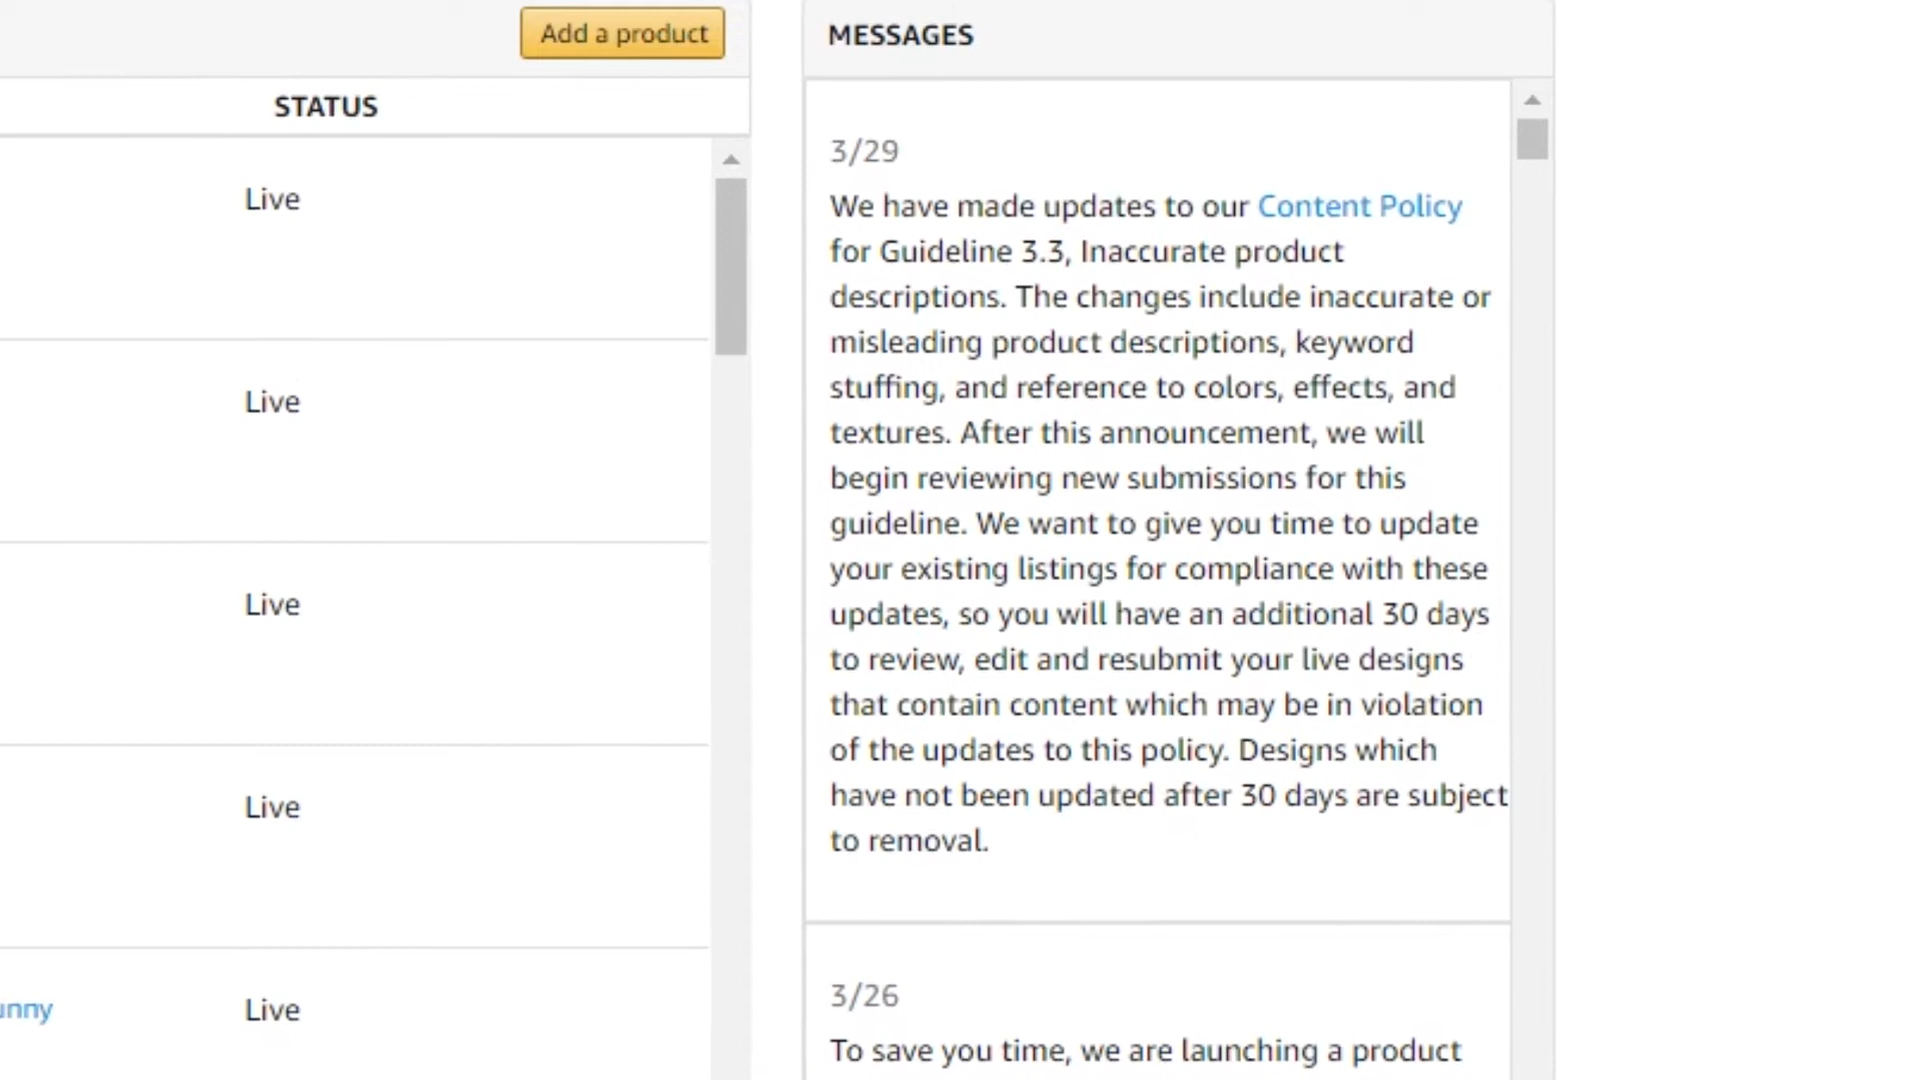 Add a product
STATUS
Live
Live
Live
Live
unny
Live
MESSAGES
3/29
We have made updates to our Content Policy
for Guideline 3.3, Inaccurate product
descriptions. The changes include inaccurate or
misleading product descriptions, keyword
stuffing, and reference to colors, effects, and
textures. After this announcement, we will
begin reviewing new submissions for this
guideline. We want to give you time to update
your existing listings for compliance with these
updates, so you will have an additional 30 days
to review, edit and resubmit your live designs
that contain content which may be in violation
of the updates to this policy. Designs which
have not been updated after 30 days are subject
to removal.
3/26
To save you time, we are launching a product